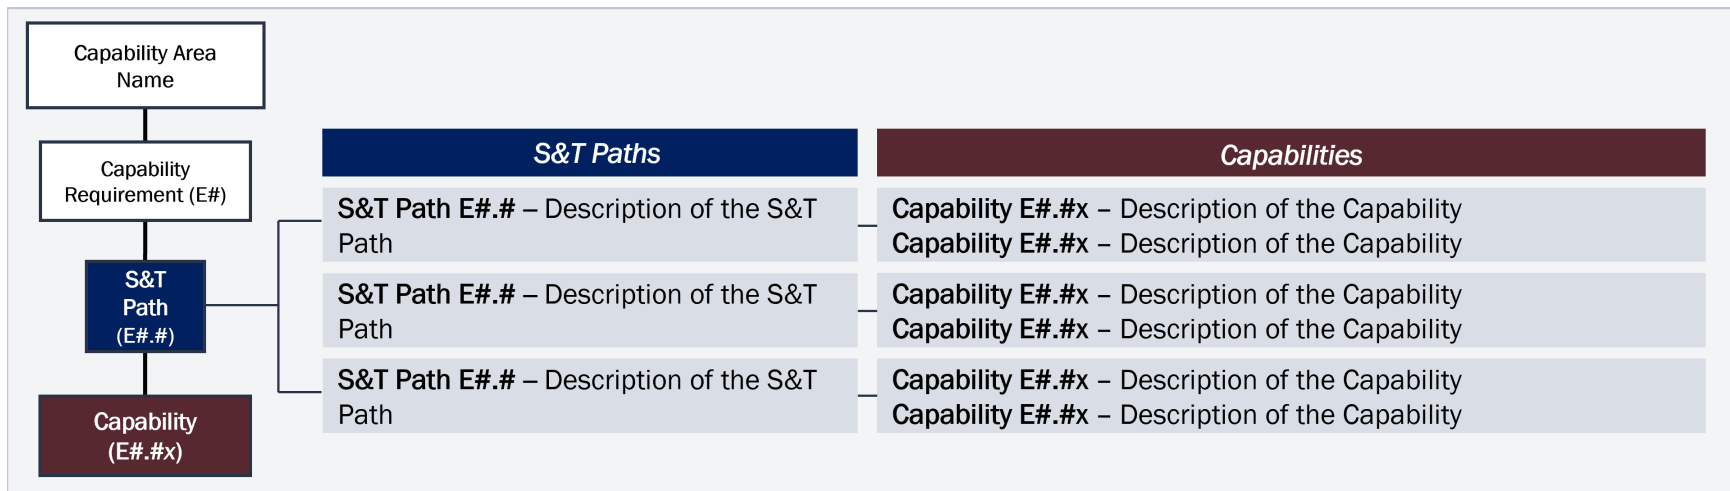 Capability Area
Name
Capability
Requirement (E#)
S&T
Path
(E#.#)
Capability
(E#.#x)
S&T Paths
Capabilities
S&T Path E#.# – Description of the S&T
Path
Capability E#.#x – Description of the Capability
Capability E#.#x – Description of the Capability
S&T Path E#.# – Description of the S&T
Path
Capability E#.#x – Description of the Capability
Capability E#.#x – Description of the Capability
S&T Path E#.# – Description of the S&T
Path
Capability E#.#x – Description of the Capability
Capability E#.#x – Description of the Capability